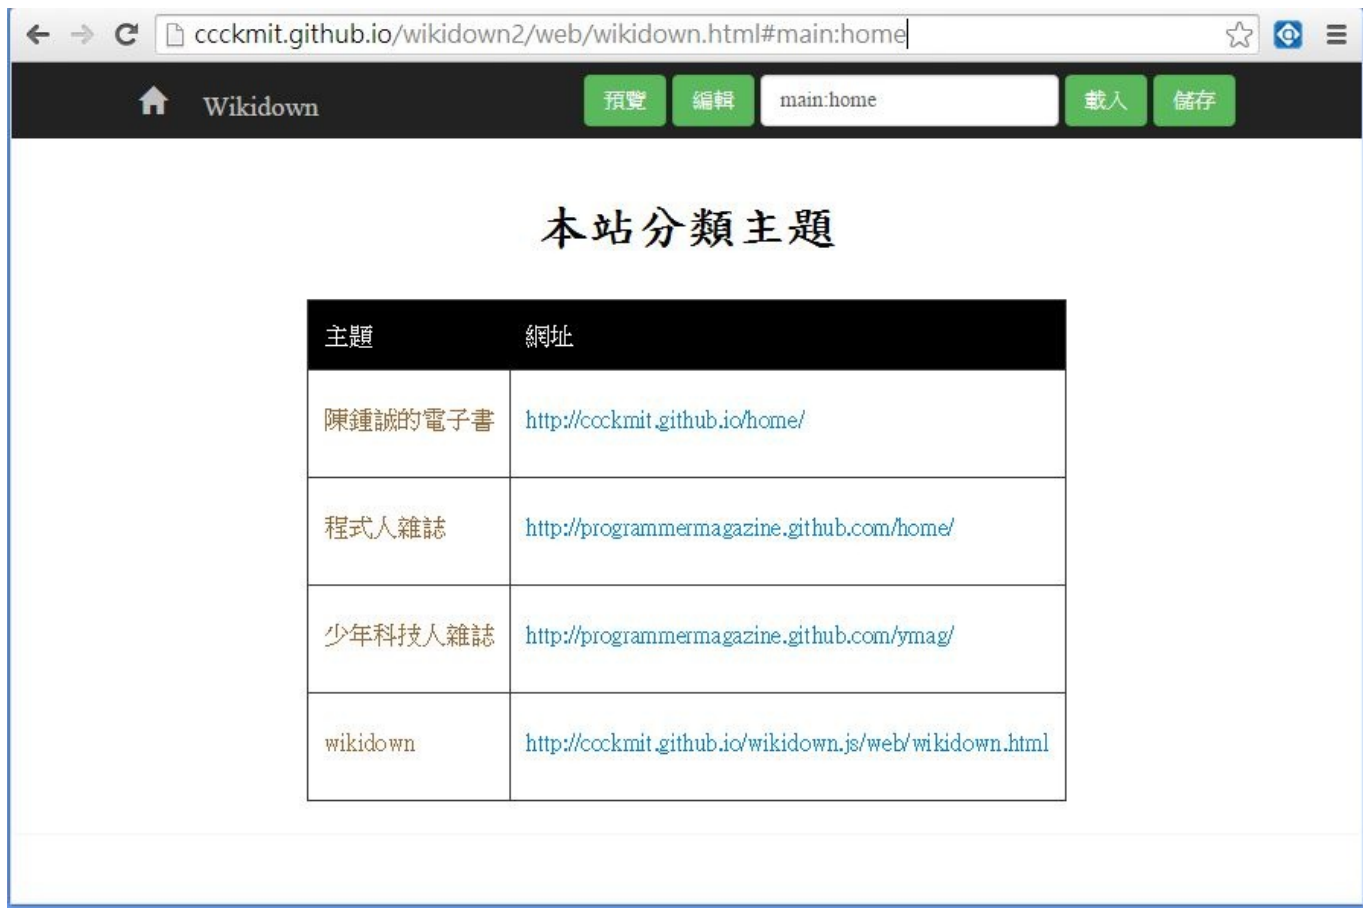 ccckmit.github.io/wikidown2/web/wikidown.html#main:home
Wikidown 預覽 編輯 main:home 載入 儲存
本站分類主題
主題 網址
陳鍾誠的電子書 http://ccckmit.github.io/home/
程式人雜誌 http://programmermagazine.github.com/home/
少年科技人雜誌 http://programmermagazine.github.com/ymag/
wikidown http://ccckmit.github.io/wikidown.js/web/wikidown.html